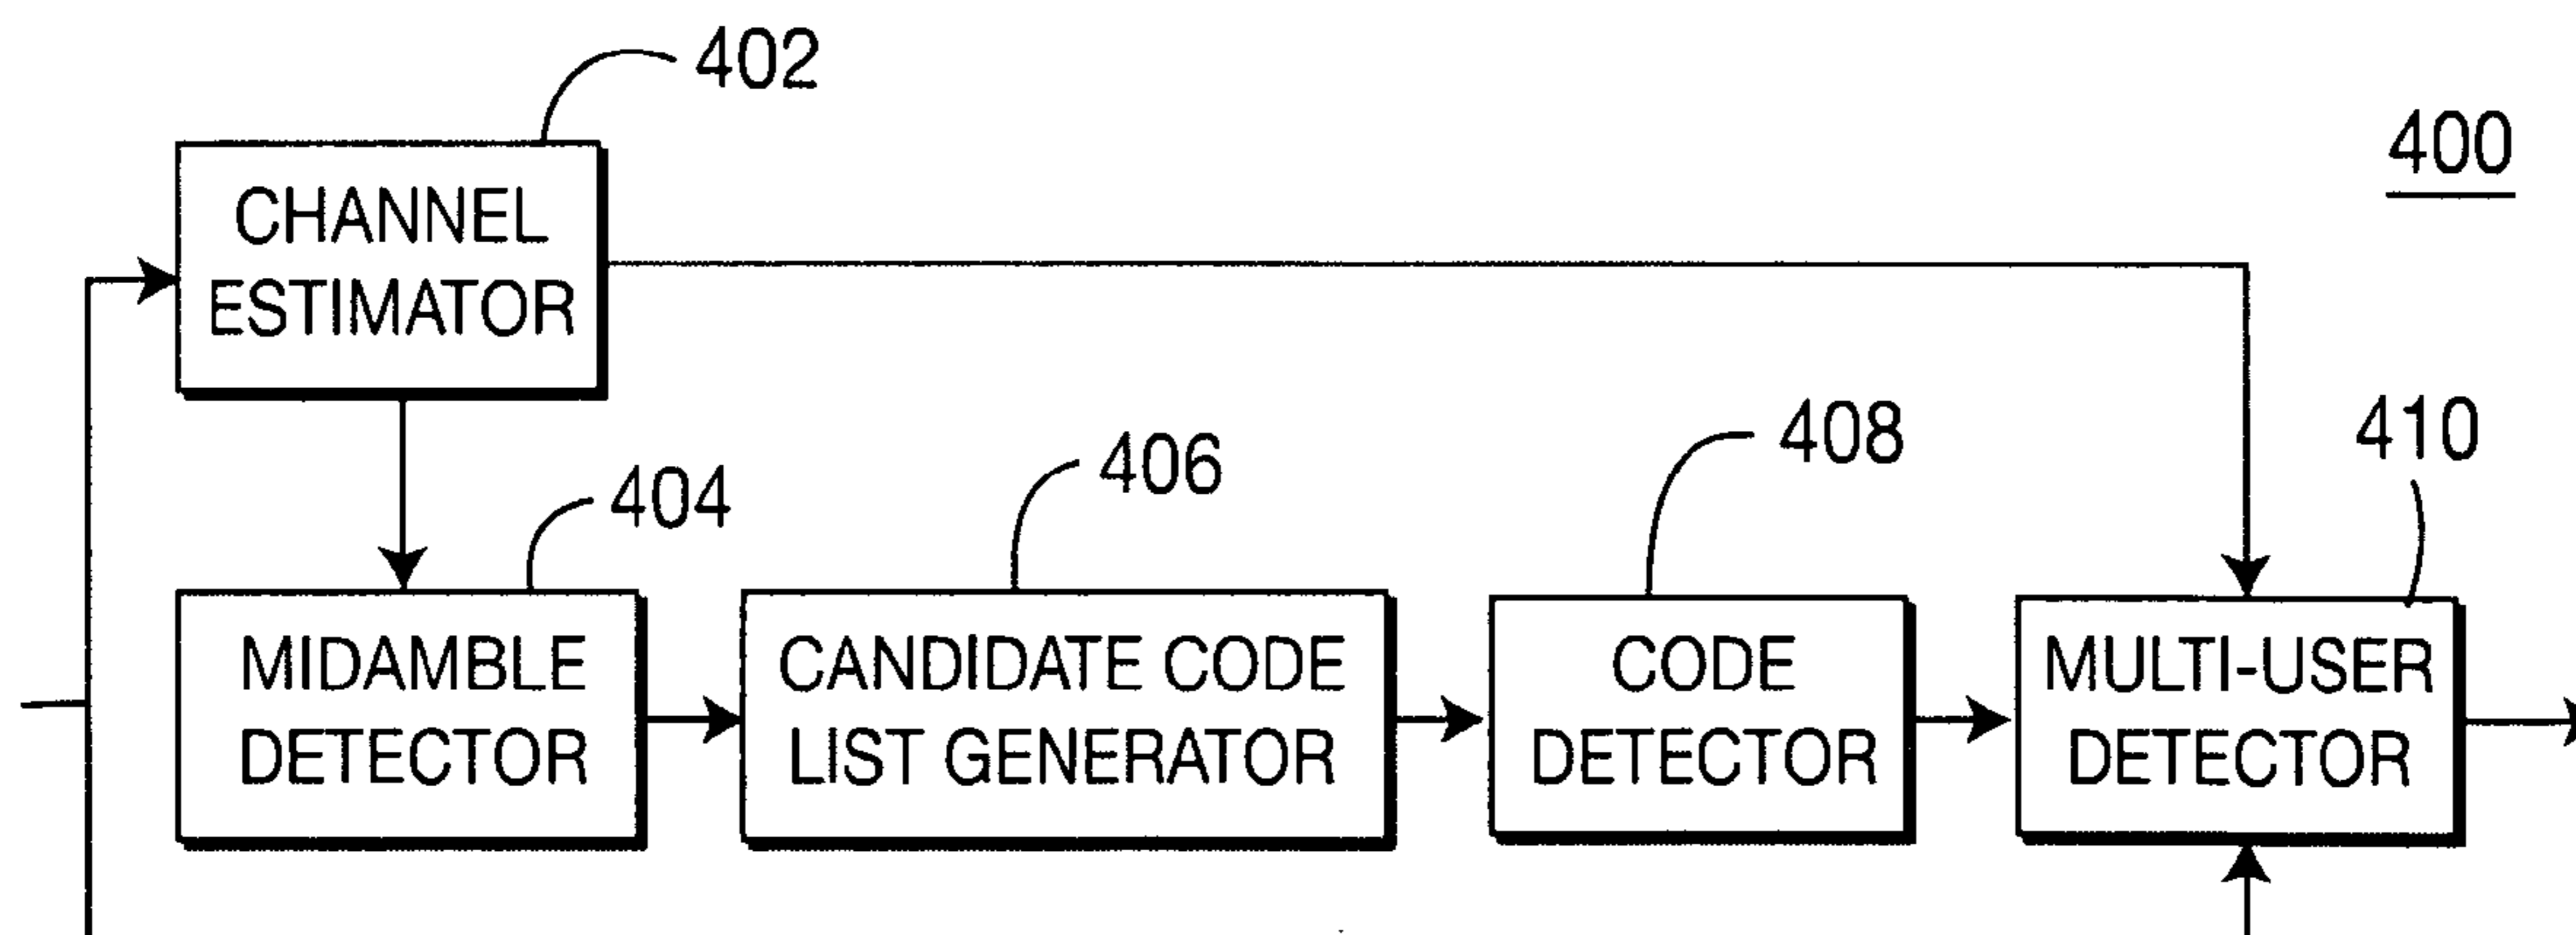 402
400
CHANNEL
ESTIMATOR
404
406
408
410
MIDAMBLE
DETECTOR
CANDIDATE CODE
LIST GENERATOR
CODE
DETECTOR
MULTI-USER
DETECTOR